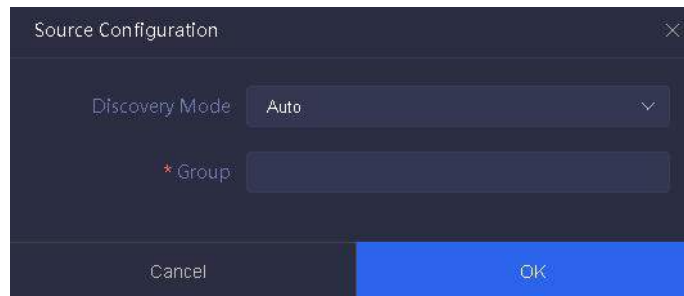 Source Configuration
Discovery Mode Auto
* Group
Cancel OK